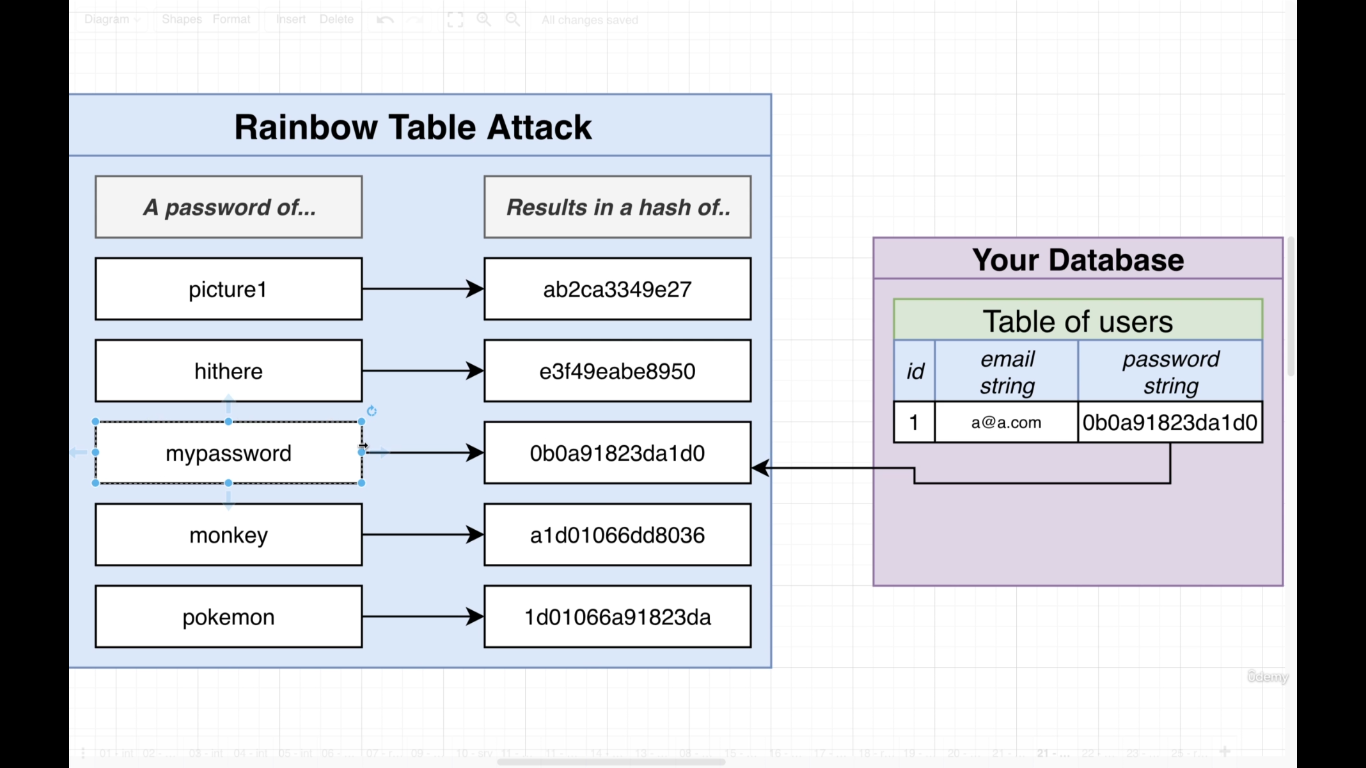 Diagram Shapes Format Insert Delete All changes saved
Rainbow Table Attack
A password of... Results in a hash of..
picture1 ab2ca3349e27
hithere e3f49eabe8950
mypassword 0b0a91823da1d0
monkey a1d01066dd8036
pokemon 1d01066a91823da
Your Database
Table of users
id email string password string
1 a@a.com 0b0a91823da1d0
ûdemy